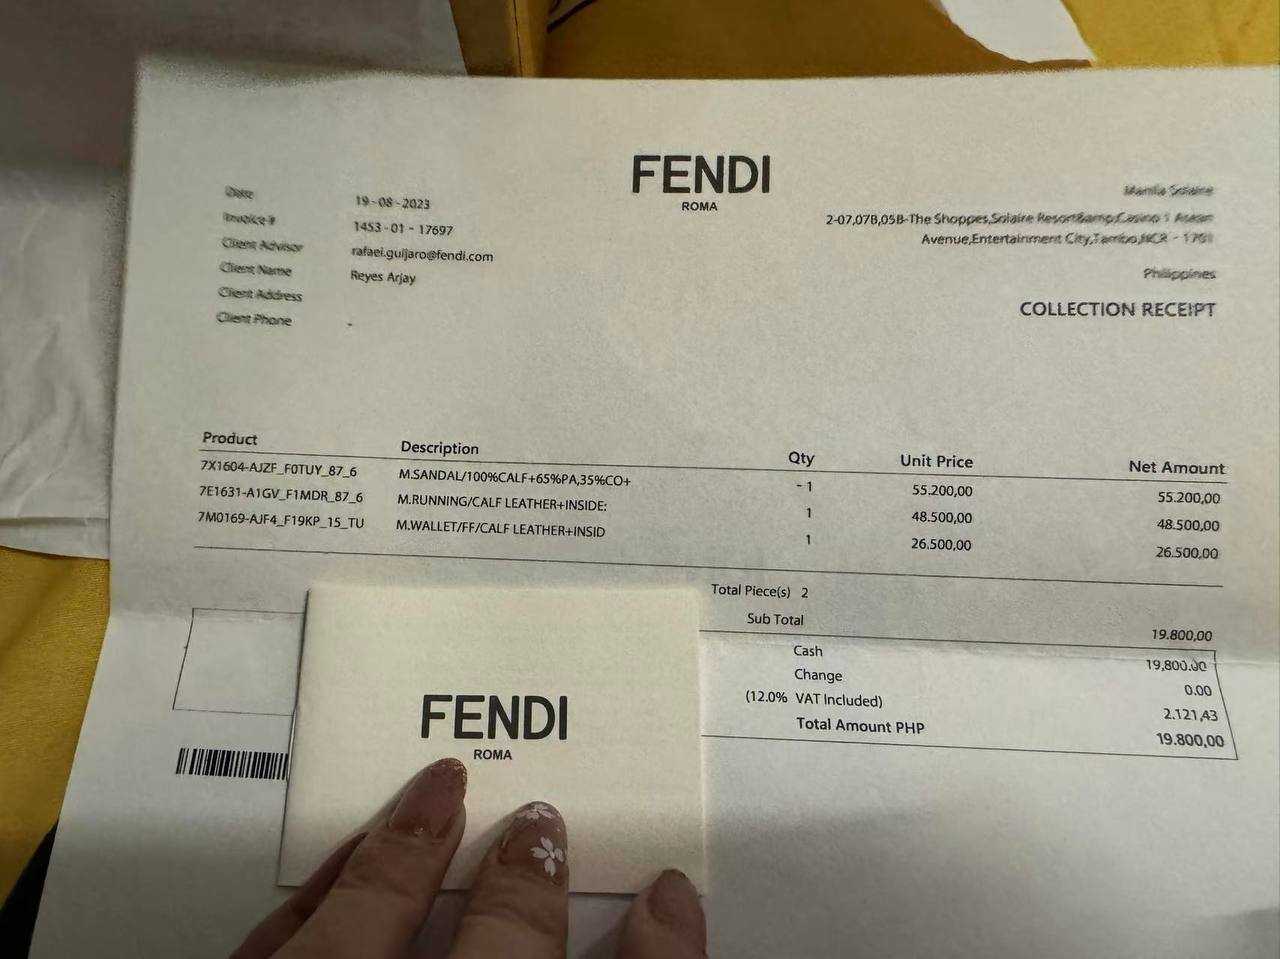 FENDI
ROMA
Date 19-08-2023
Invoice # 1453-01-17697
Client Advisor rafaei.guijaro@fendi.com
Client Name Reyes Arjay
Client Address
Client Phone -
Manila Solaire
2-07,07B,05B-The Shoppes,Solaire Resort&amp;Casino 1 Asean
Avenue,Entertainment City,Tambo,NCR - 1701
Philippines
COLLECTION RECEIPT
Product Description Qty Unit Price Net Amount
7X1604-AJZF_F0TUY_87_6 M.SANDAL/100%CALF+65%PA,35%CO+ -1 55.200,00 55.200,00
7E1631-A1GV_F1MDR_87_6 M.RUNNING/CALF LEATHER+INSIDE: 1 48.500,00 48.500,00
7M0169-AJF4_F19KP_15_TU M.WALLET/FF/CALF LEATHER+INSID 1 26.500,00 26.500,00
Total Piece(s) 2
Sub Total 19.800,00
Cash 19,800.00
Change 0.00
(12.0% VAT Included) 2.121,43
Total Amount PHP 19.800,00
FENDI
ROMA